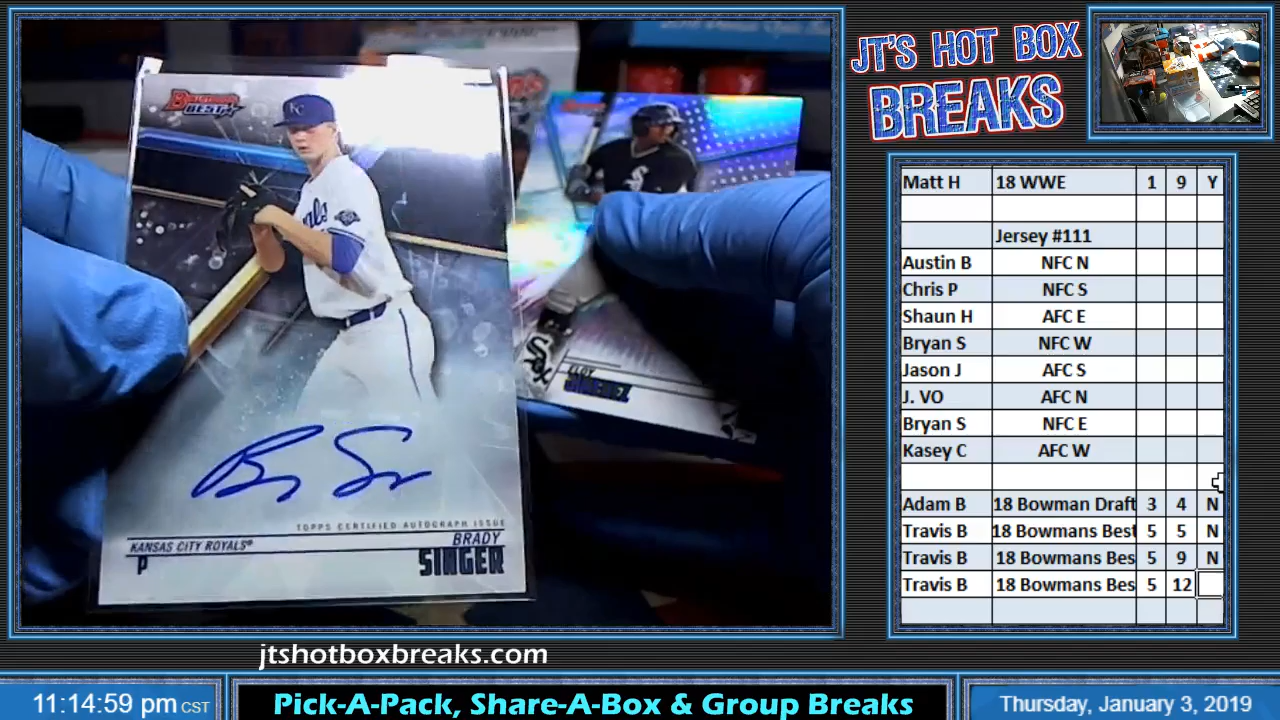 BOWMAN'S
BEST
KC
Sox
ELOY
JIMENEZ
TOPPS CERTIFIED AUTOGRAPH ISSUE
KANSAS CITY ROYALS®
P
BRADY
SINGER
JT'S HOT BOX
BREAKS
Matt H 18 WWE 1 9 Y
Jersey #111
Austin B NFC N
Chris P NFC S
Shaun H AFC E
Bryan S NFC W
Jason J AFC S
J. VO AFC N
Bryan S NFC E
Kasey C AFC W
Adam B 18 Bowman Draft 3 4 N
Travis B 18 Bowmans Best 5 5 N
Travis B 18 Bowmans Bes 5 9 N
Travis B 18 Bowmans Bes 5 12
jtshotboxbreaks.com
11:14:59 pm CST
Pick-A-Pack, Share-A-Box & Group Breaks
Thursday, January 3, 2019